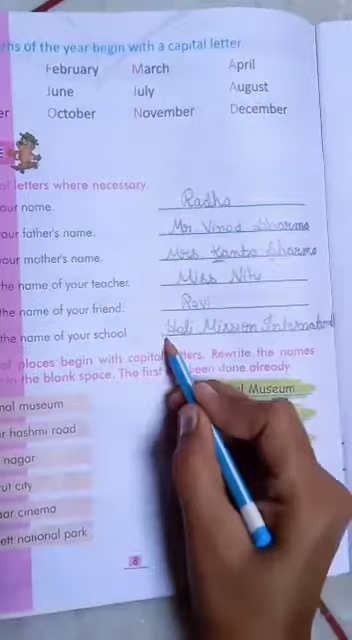 ths of the year begin with a capital letter
February March April
June July August
er October November December
E
al letters where necessary.
our name. Radha
our father's name. Mr Vinod Sharma
our mother's name. Mrs. Kanta Sharma
the name of your teacher. Miss Nitu
the name of your friend. Ravi
the name of your school Holi Mission Internatonal
of places begin with capital letters. Rewrite the names
in the blank space. The first been done already.
nal museum l Museum
r hashmi road
nagar
rut city
ar cinema
ett national park
8